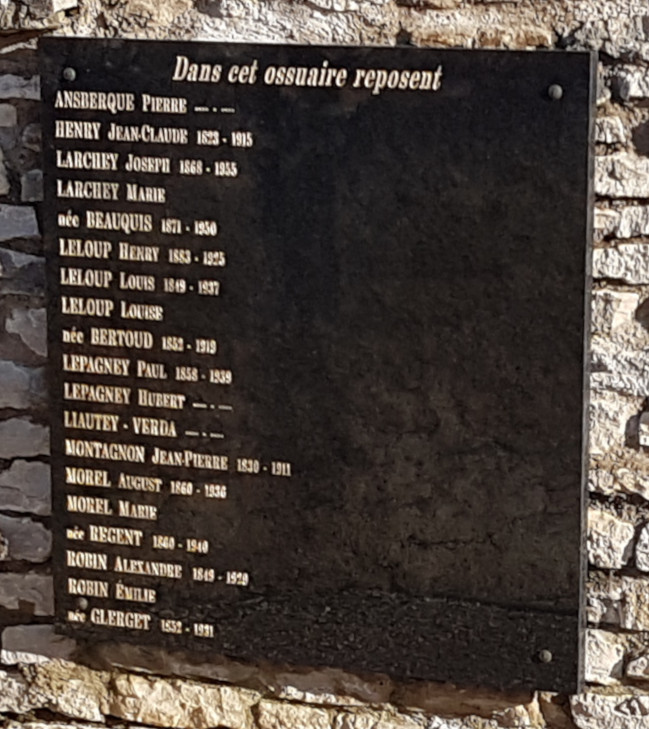 Dans cet ossuaire reposent
ANSBERQUE PIERRE .... - ....
HENRY JEAN-CLAUDE 1823 - 1915
LARCHEY JOSEPH 1868 - 1955
LARCHEY MARIE
née BEAUQUIS 1871 - 1950
LELOUP HENRY 1883 - 1925
LELOUP LOUIS 1849 - 1937
LELOUP LOUISE
née BERTOUD 1852 - 1919
LEPAGNEY PAUL 1858 - 1939
LEPAGNEY HUBERT .... - ....
LIAUTEY - VERDA .... - ....
MONTAGNON JEAN-PIERRE 1830 - 1911
MOREL AUGUST 1860 - 1936
MOREL MARIE
née REGENT 1860 - 1940
ROBIN ALEXANDRE 1849 - 1929
ROBIN ÉMILIE
née GLERGET 1852 - 1931